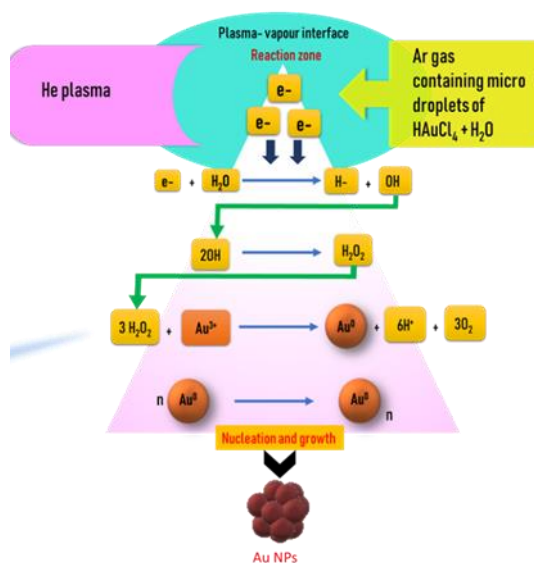 Plasma- vapour interface
Reaction zone
He plasma
Ar gas
containing micro
droplets of
HAuCl₄ + H₂O
e-
e- e-
e- + H₂O H- + OH
2OH H₂O₂
3 H₂O₂ + Au³⁺ Au⁰ + 6H⁺ + 3O₂
n Au⁰ Au⁰ n
Nucleation and growth
Au NPs